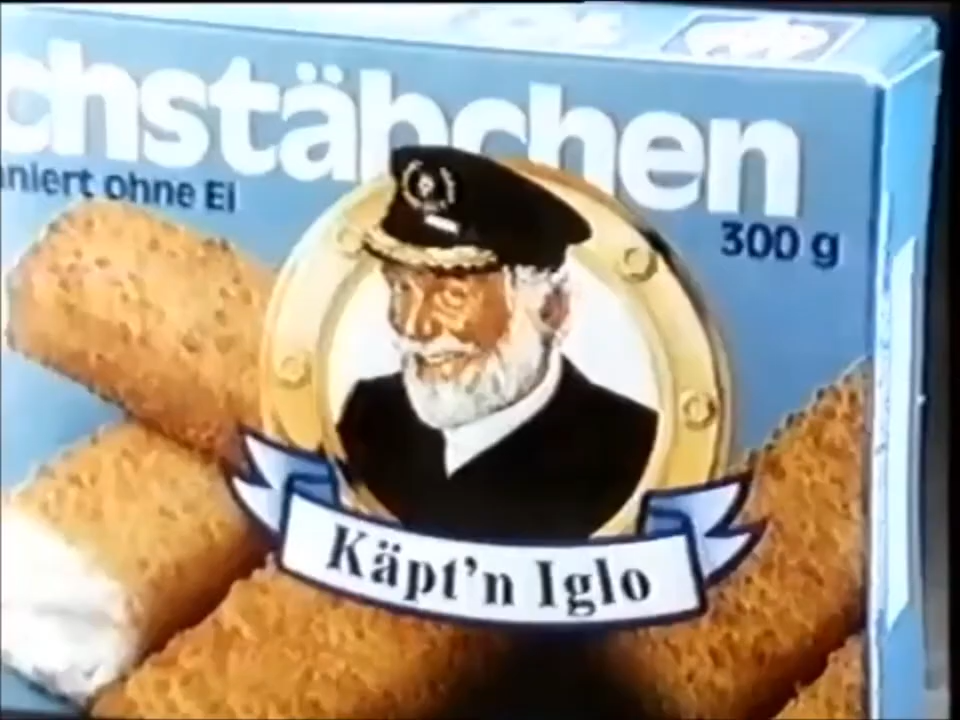 chstäbchen
niert ohne Ei
300 g
Käpt'n Iglo